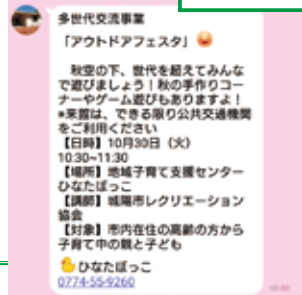 多世代交流事業
「アウトドアフェスタ」
秋空の下、世代を超えてみんな
で遊びましょう!秋の手作りコー
ナーやゲーム遊びもありますよ!
*来館は、できる限り公共交通機関
をご利用ください
【日時】10月30日(火)
10:30~11:30
【場所】地域子育て支援センター
ひなたぼっこ
【講師】城陽市レクリエーション
協会
【対象】市内在住の高齢の方から
子育て中の親と子ども
ひなたぼっこ
0774-55-9260